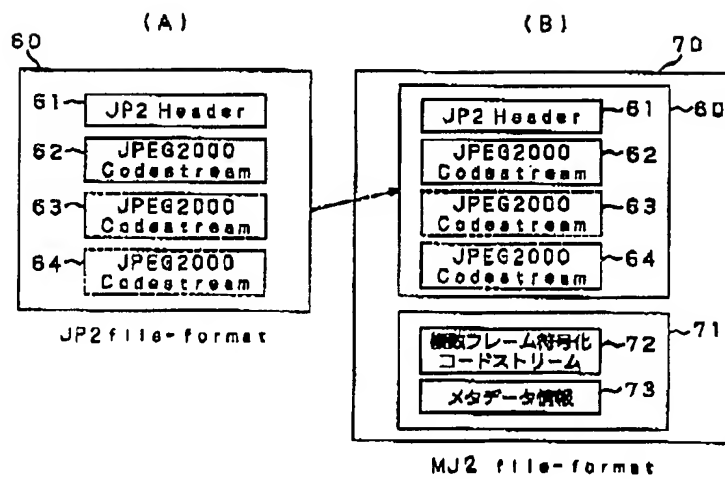 (A)
60
61
JP2 Header
62
JPEG2000
Codestream
63
JPEG2000
Codestream
64
JPEG2000
Codestream
JP2 file-format
(B)
70
60
JP2 Header
61
JPEG2000
Codestream
62
JPEG2000
Codestream
63
JPEG2000
Codestream
64
71
複数フレーム符号化
コードストリーム
72
メタデータ情報
73
MJ2 file-format